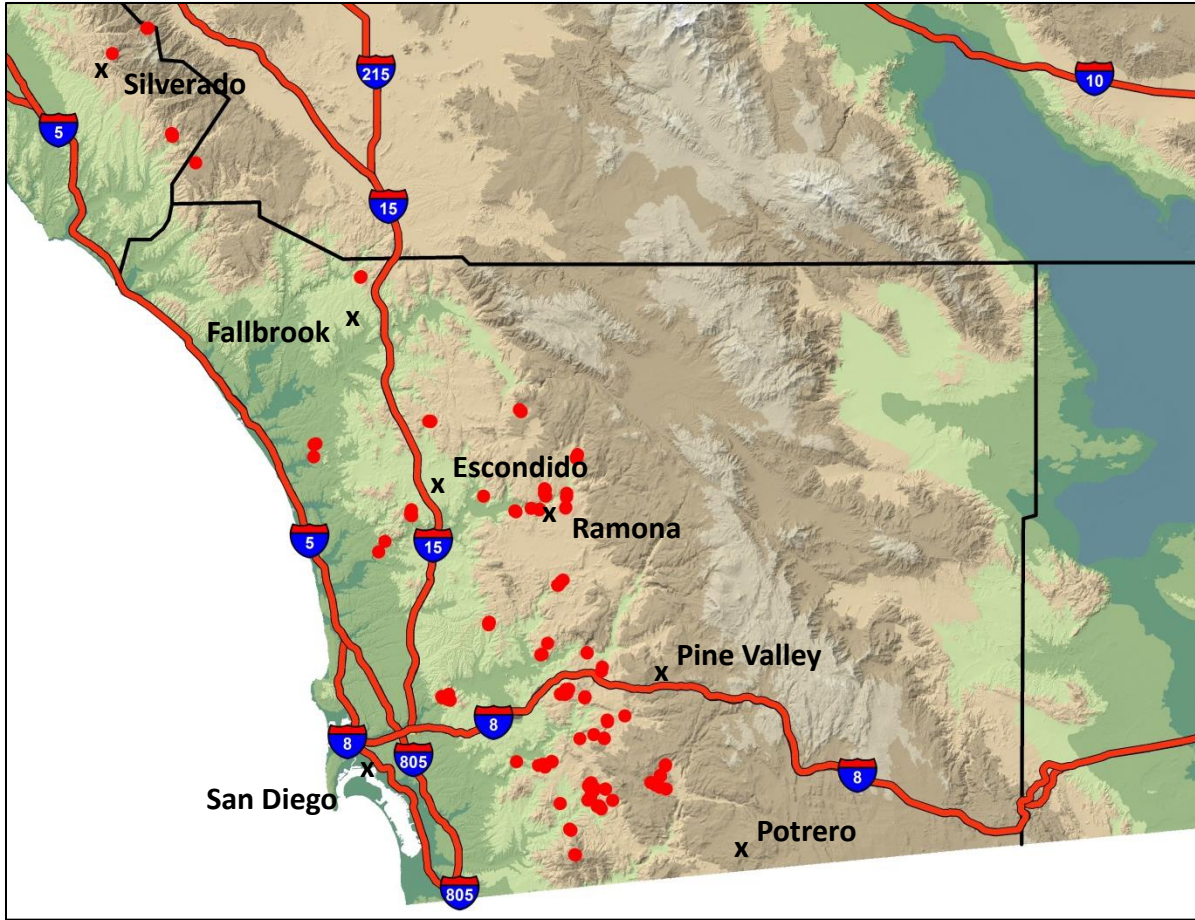 10
215
Silverado
5
15
Fallbrook
x
x
x
Escondido
x
Ramona
5
15
Pine Valley
x
8
8
805
8
x
San Diego
Potrero
x
805